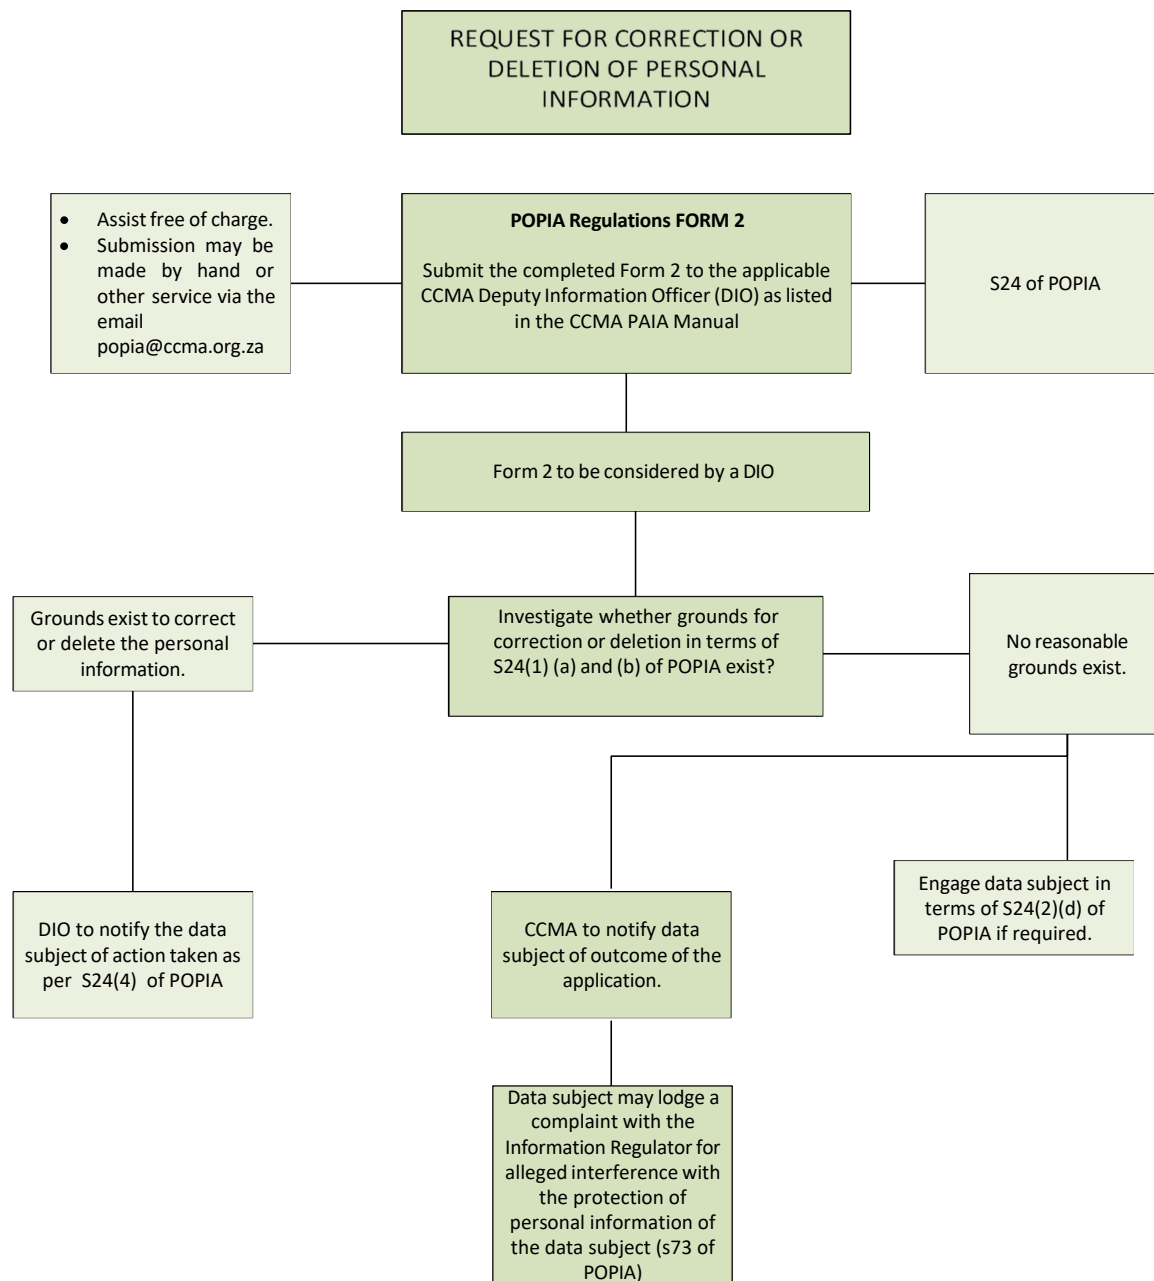 REQUEST FOR CORRECTION OR
DELETION OF PERSONAL
INFORMATION
• Assist free of charge.
• Submission may be
made by hand or
other service via the
email
popia@ccma.org.za
POPIA Regulations FORM 2
Submit the completed Form 2 to the applicable
CCMA Deputy Information Officer (DIO) as listed
in the CCMA PAIA Manual
S24 of POPIA
Form 2 to be considered by a DIO
Grounds exist to correct
or delete the personal
information.
Investigate whether grounds for
correction or deletion in terms of
S24(1) (a) and (b) of POPIA exist?
No reasonable
grounds exist.
DIO to notify the data
subject of action taken as
per S24(4) of POPIA
CCMA to notify data
subject of outcome of the
application.
Engage data subject in
terms of S24(2)(d) of
POPIA if required.
Data subject may lodge a
complaint with the
Information Regulator for
alleged interference with
the protection of
personal information of
the data subject (s73 of
POPIA)